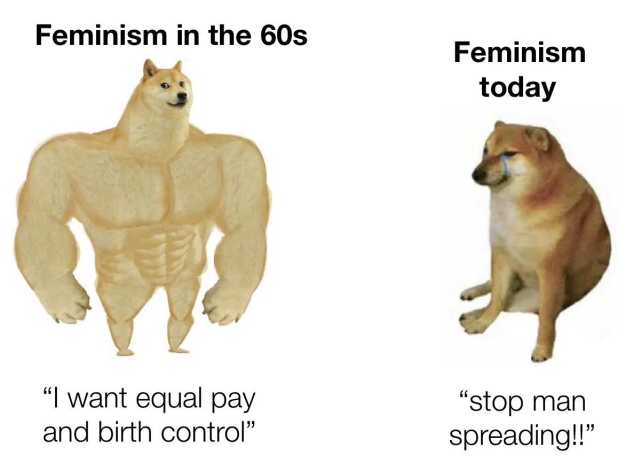 Feminism in the 60s
Feminism
today
“I want equal pay
and birth control”
“stop man
spreading!!”